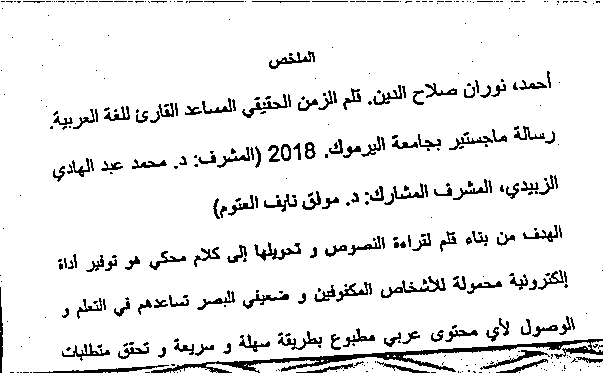 الملخص
أحمد، نوران صلاح الدين. قلم الزمن الحقيقي المساعد القارئ للغة العربية.
رسالة ماجستير بجامعة اليرموك. 2018 (المشرف: د. محمد عبد الهادي
الزبيدي، المشرف المشارك: د. موفق نايف العتوم)
الهدف من بناء قلم لقراءة النصوص و تحويلها إلى كلام محكي هو توفير أداة
إلكترونية محمولة للأشخاص المكفوفين و ضعيفي البصر تساعدهم في التعلم و
الوصول لأي محتوى عربي مطبوع بطريقة سهلة و سريعة و تحقق متطلبات